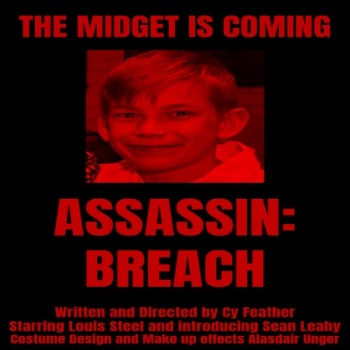 THE MIDGET IS COMING
ASSASSIN:
BREACH
Written and Directed by Cy Feather
Starring Louis Steel and introducing Sean Leahy
Costume Design and Make up effects Alasdair Unger